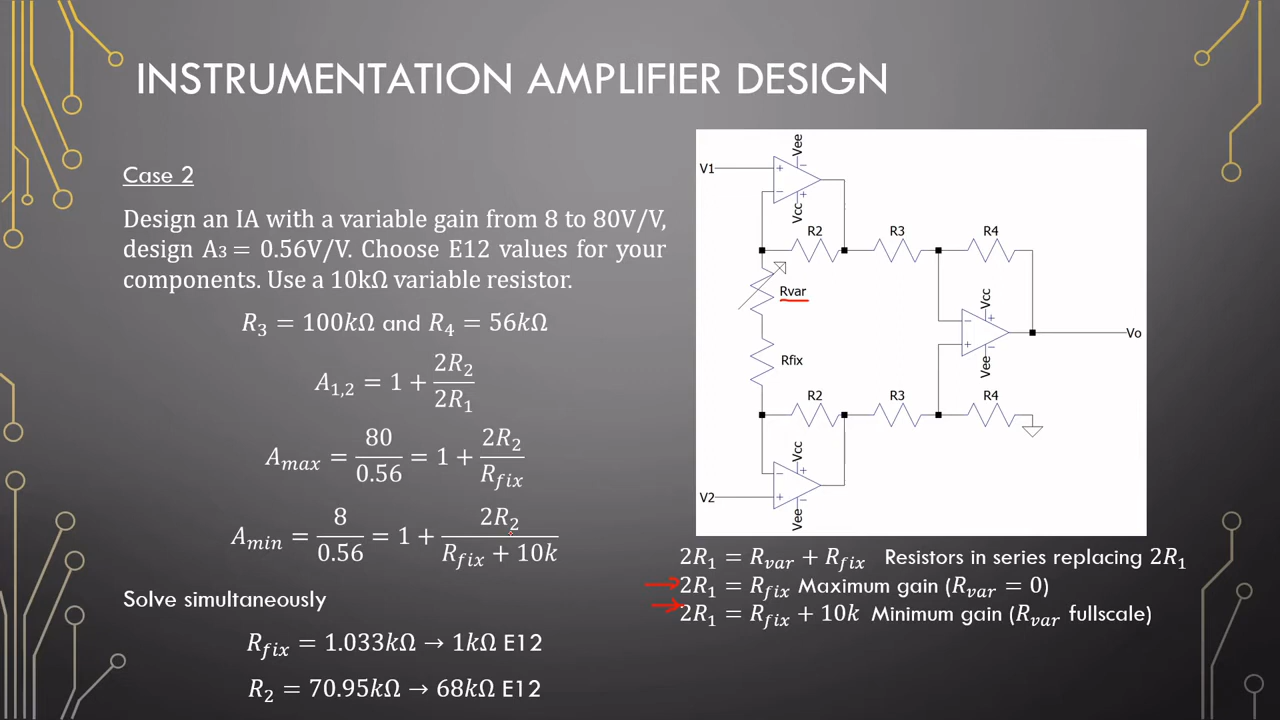 INSTRUMENTATION AMPLIFIER DESIGN
Case 2
Design an IA with a variable gain from 8 to 80V/V,
design A₃ = 0.56V/V. Choose E12 values for your
components. Use a 10kΩ variable resistor.
R₃ = 100kΩ and R₄ = 56kΩ
A₁,₂ = 1 + 2R₂/2R₁
A_max = 80/0.56 = 1 + 2R₂/R_fix
A_min = 8/0.56 = 1 + 2R₂/(R_fix + 10k)
Solve simultaneously
R_fix = 1.033kΩ → 1kΩ E12
R₂ = 70.95kΩ → 68kΩ E12
Vee
V1
Vcc
R2 R3 R4
Rvar
Vcc
Vo
Rfix
Vee
R2 R3 R4
Vcc
V2
Vee
2R₁ = R_var + R_fix Resistors in series replacing 2R₁
2R₁ = R_fix Maximum gain (R_var = 0)
2R₁ = R_fix + 10k Minimum gain (R_var fullscale)